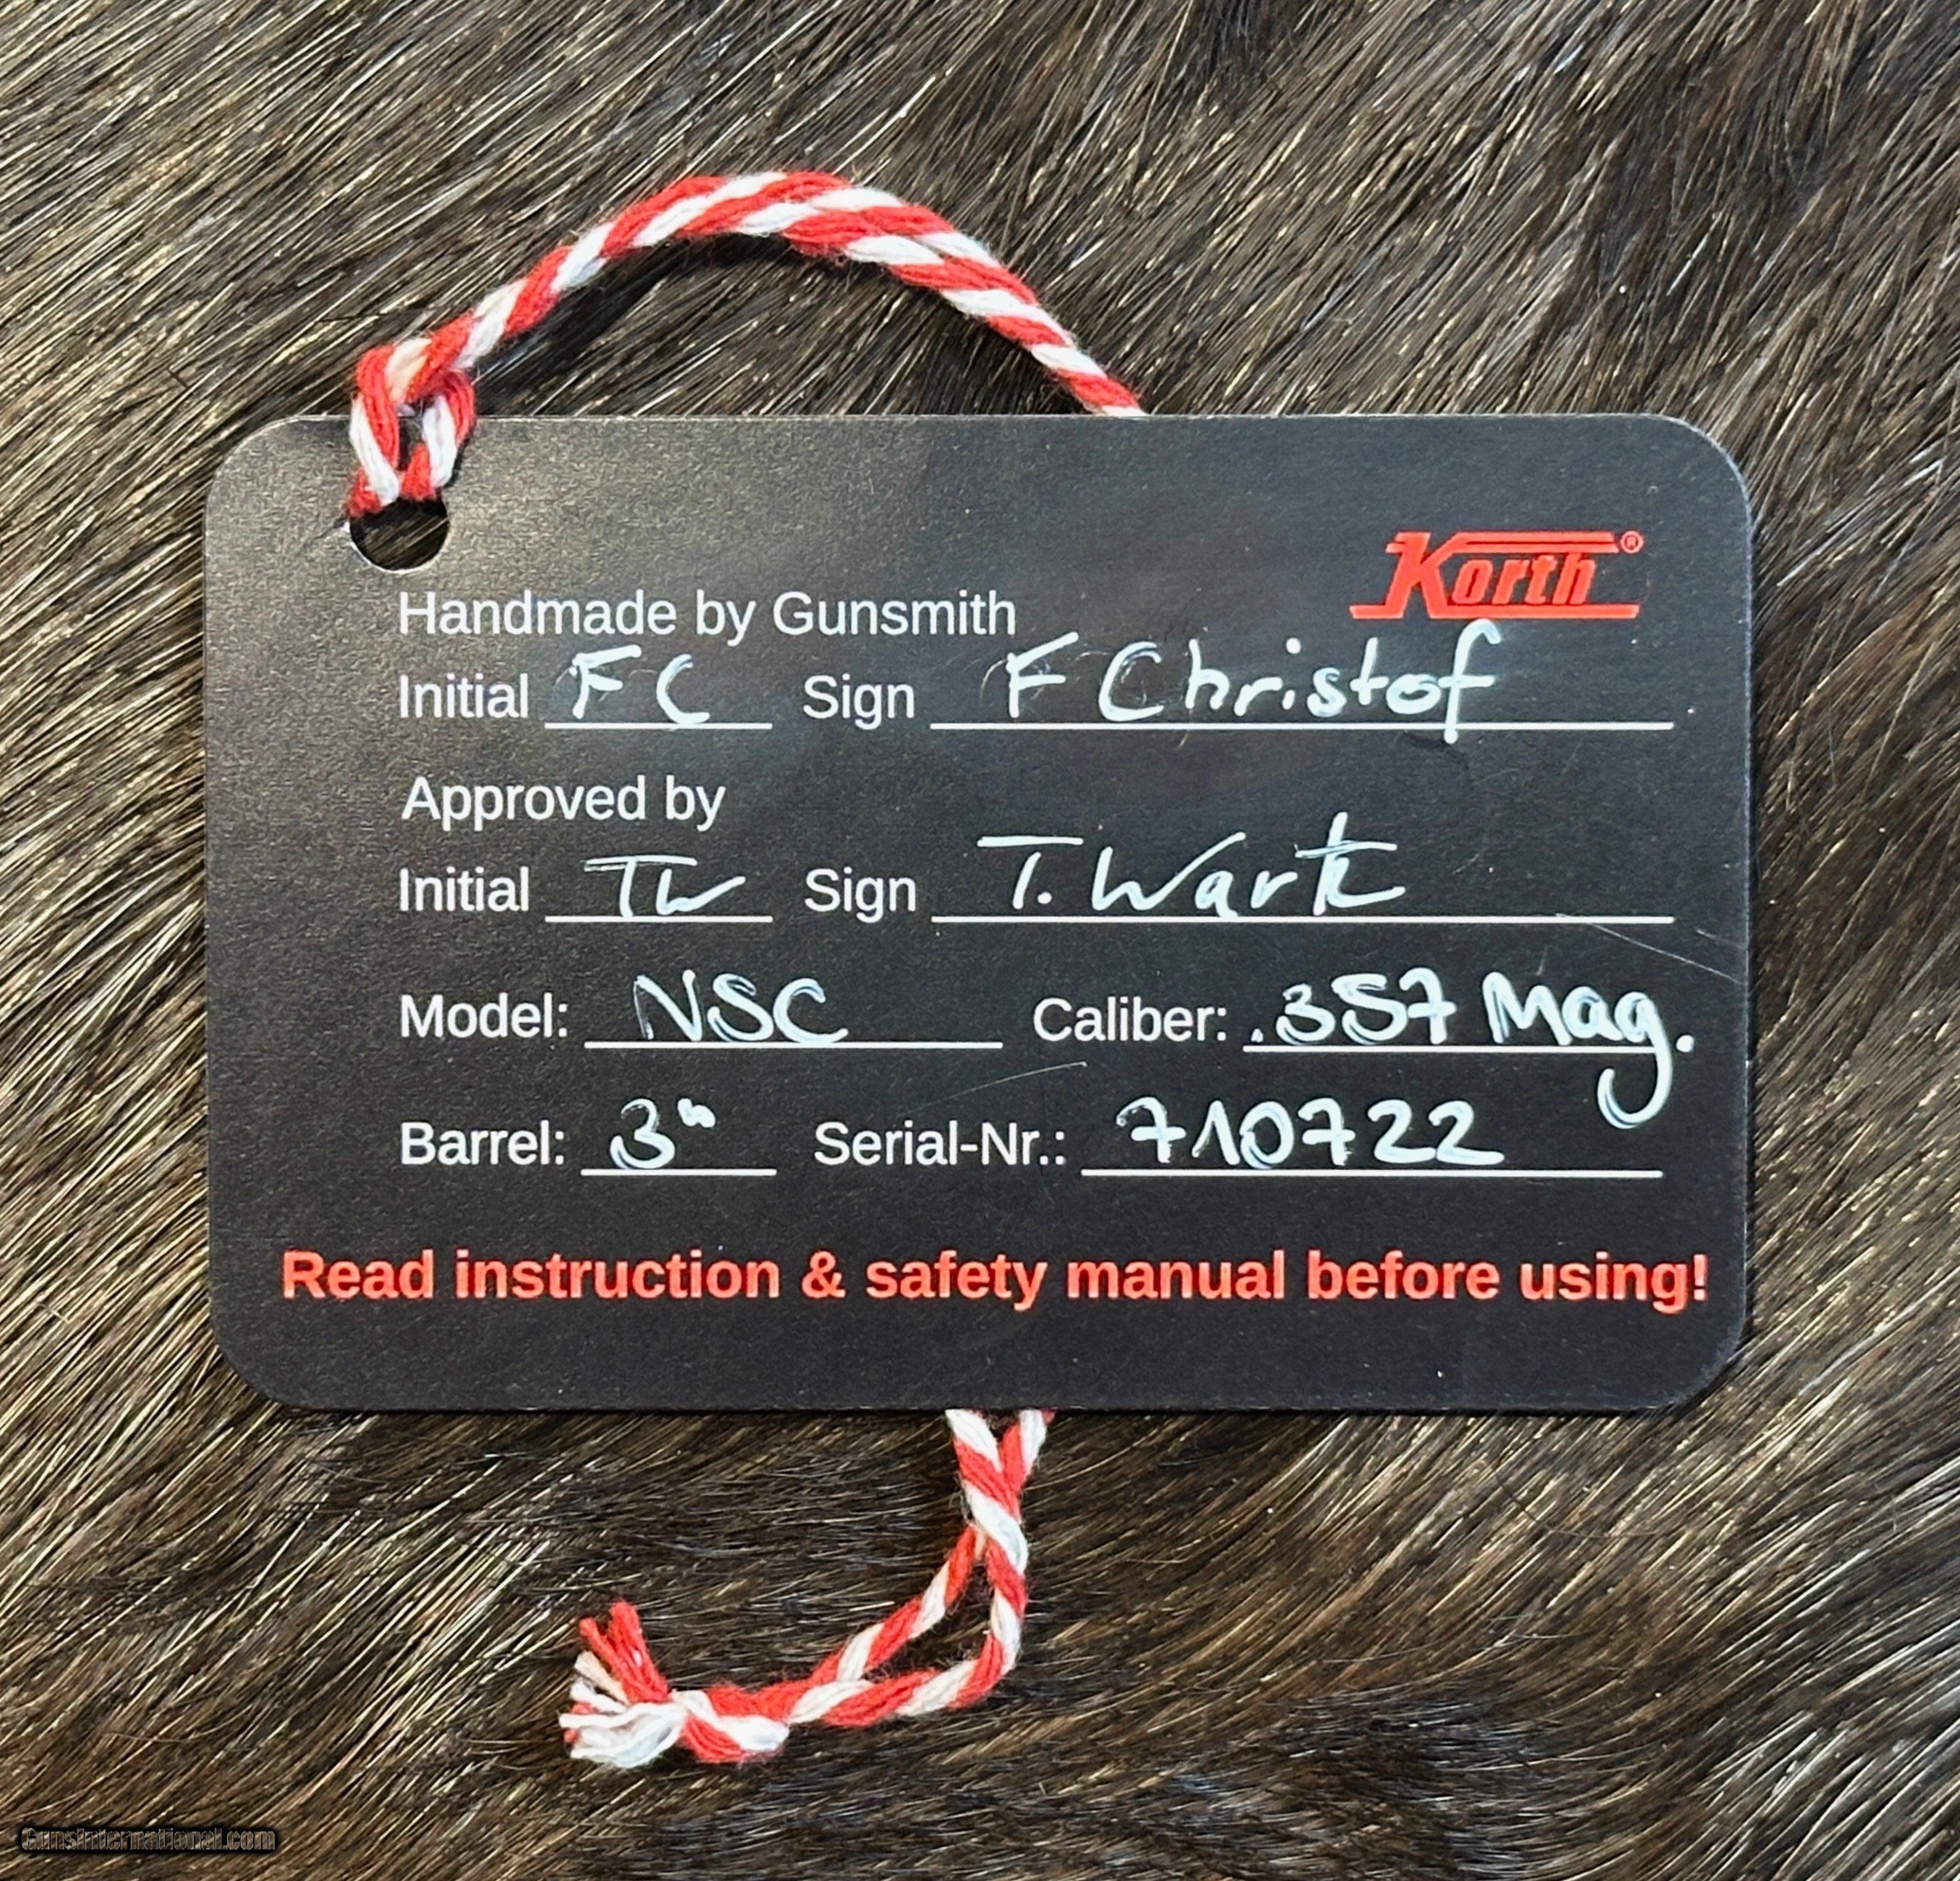 Korth®
Handmade by Gunsmith
Initial FC Sign F Christof
Approved by
Initial TW Sign T. Wark
Model: NSC Caliber: .357 Mag.
Barrel: 3" Serial-Nr.: 710722
Read instruction & safety manual before using!
GunsInternational.com